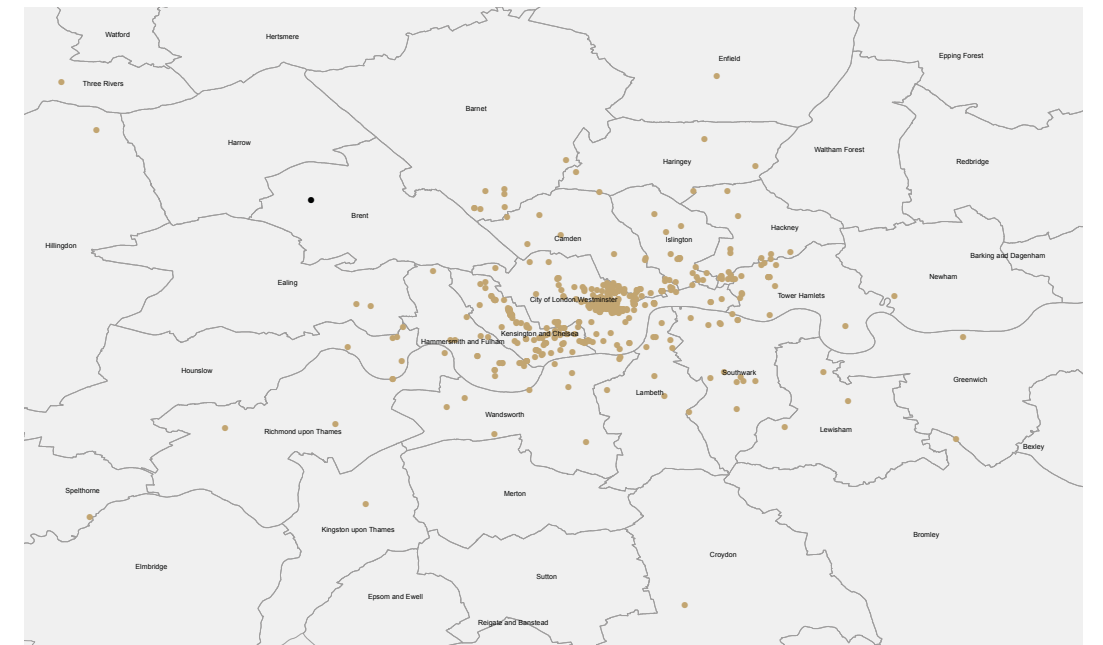 Watford
Hertsmere
Enfield
Epping Forest
Three Rivers
Barnet
Harrow
Haringey
Waltham Forest
Redbridge
Brent
Hackney
Camden
Islington
Hillingdon
Barking and Dagenham
Newham
Ealing
City of London
Westminster
Tower Hamlets
Kensington and Chelsea
Hammersmith and Fulham
Hounslow
Southwark
Greenwich
Lambeth
Wandsworth
Richmond upon Thames
Lewisham
Bexley
Spelthorne
Merton
Kingston upon Thames
Bromley
Croydon
Elmbridge
Sutton
Epsom and Ewell
Reigate and Banstead